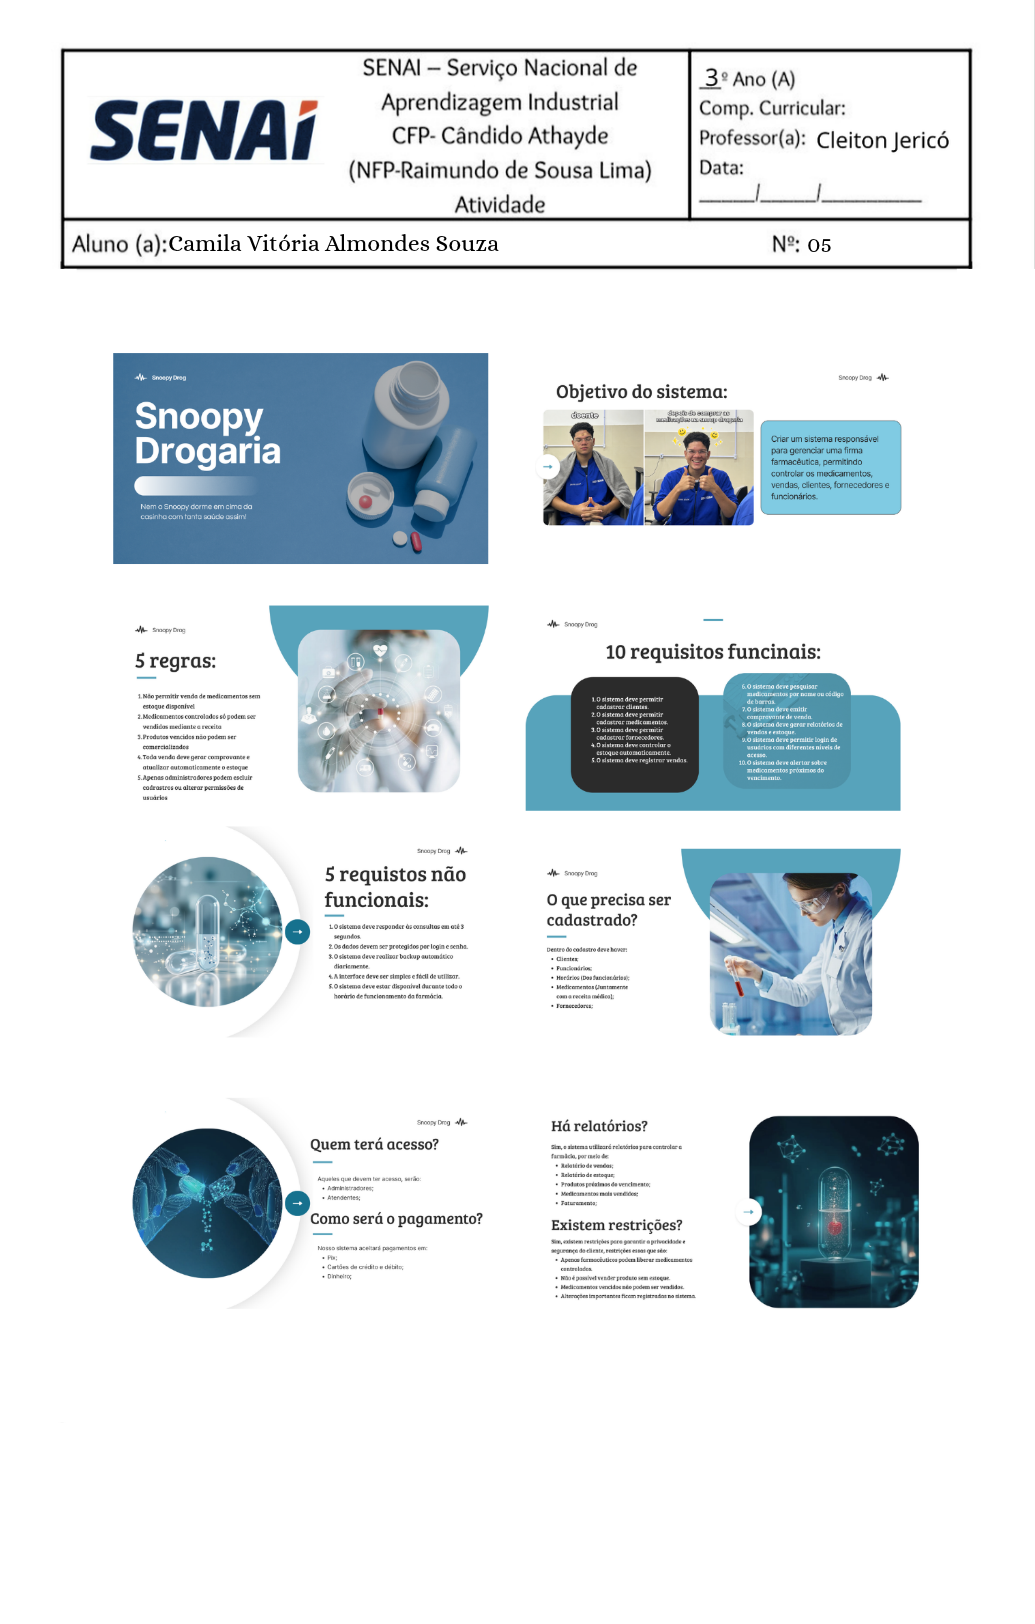 SENAI
SENAI – Serviço Nacional de
Aprendizagem Industrial
CFP- Cândido Athayde
(NFP-Raimundo de Sousa Lima)
Atividade
3º Ano (A)
Comp. Curricular:
Professor(a): Cleiton Jericó
Data:
_____/_____/_________
Aluno (a):Camila Vitória Almondes Souza Nº: 05
Snoopy Drog
Snoopy
Drogaria
Nem o Snoopy dorme em cima da
casinha com tanta saúde assim!
Snoopy Drog
Objetivo do sistema:
doente
depois de comprar as
medicações na snoop drogaria
Criar um sistema responsável
para gerenciar uma firma
farmacêutica, permitindo
controlar os medicamentos,
vendas, clientes, fornecedores e
funcionários.
Snoopy Drog
5 regras:
1. Não permitir venda de medicamentos sem
estoque disponível
2. Medicamentos controlados só podem ser
vendidos mediante a receita
3. Produtos vencidos não podem ser
comercializados
4. Toda venda deve gerar comprovante e
atualizar automaticamente o estoque
5. Apenas administradores podem excluir
cadastros ou alterar permissões de
usuários
Snoopy Drog
10 requisitos funcinais:
1. O sistema deve permitir
cadastrar clientes.
2. O sistema deve permitir
cadastrar medicamentos.
3. O sistema deve permitir
cadastrar fornecedores.
4. O sistema deve controlar o
estoque automaticamente.
5. O sistema deve registrar vendas.
6. O sistema deve pesquisar
medicamentos por nome ou código
de barras.
7. O sistema deve emitir
comprovante de venda.
8. O sistema deve gerar relatórios de
vendas e estoque.
9. O sistema deve permitir login de
usuários com diferentes níveis de
acesso.
10. O sistema deve alertar sobre
medicamentos próximos do
vencimento.
Snoopy Drog
5 requistos não
funcionais:
1. O sistema deve responder às consultas em até 3
segundos.
2. Os dados devem ser protegidos por login e senha.
3. O sistema deve realizar backup automático
diariamente.
4. A interface deve ser simples e fácil de utilizar.
5. O sistema deve estar disponível durante todo o
horário de funcionamento da farmácia.
Snoopy Drog
O que precisa ser
cadastrado?
Dentro do cadastro deve haver:
• Clientes;
• Funcionários;
• Horários (Dos funcionários);
• Medicamentos (Juntamente
com a receita médica);
• Fornecedores;
Snoopy Drog
Quem terá acesso?
Aqueles que devem ter acesso, serão:
• Administradores;
• Atendentes;
Como será o pagamento?
Nosso sistema aceitará pagamentos em:
• Pix;
• Cartões de crédito e débito;
• Dinheiro;
Há relatórios?
Sim, o sistema utilizará relatórios para controlar a
farmácia, por meio de:
• Relatório de vendas;
• Relatório de estoque;
• Produtos próximos do vencimento;
• Medicamentos mais vendidos;
• Faturamento;
Existem restrições?
Sim, existem restrições para garantir a privacidade e
segurança do cliente, restrições essas que são:
• Apenas farmacêuticos podem liberar medicamentos
controlados.
• Não é possível vender produto sem estoque.
• Medicamentos vencidos não podem ser vendidos.
• Alterações importantes ficam registradas no sistema.